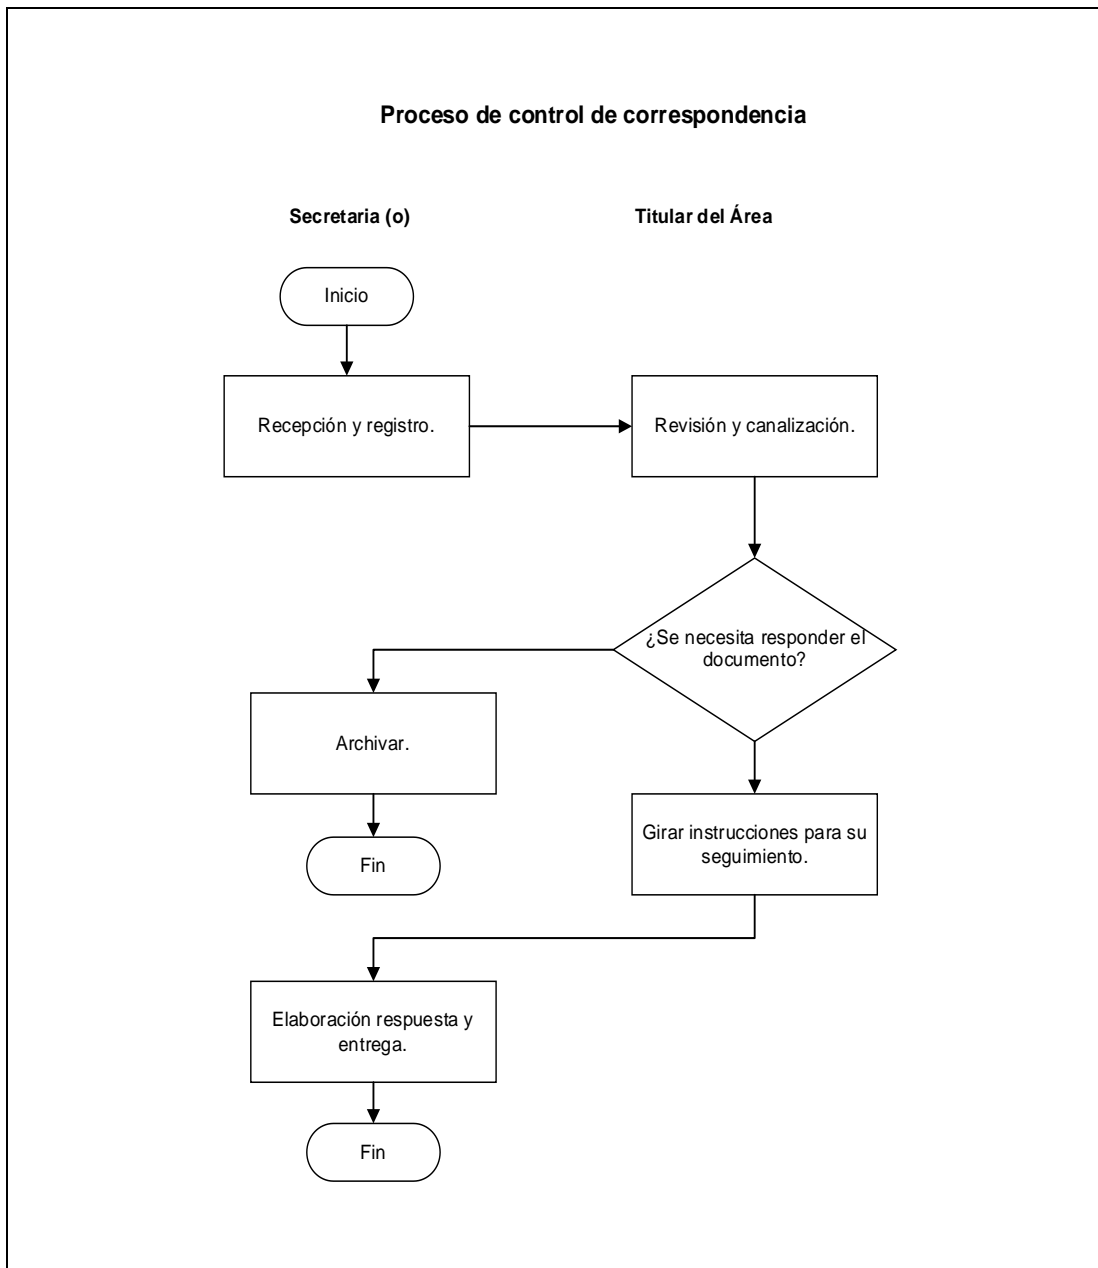 Proceso de control de correspondencia
Secretaria (o)
Titular del Área
Inicio
Recepción y registro.
Revisión y canalización.
¿Se necesita responder el
documento?
Archivar.
Fin
Girar instrucciones para su
seguimiento.
Elaboración respuesta y
entrega.
Fin